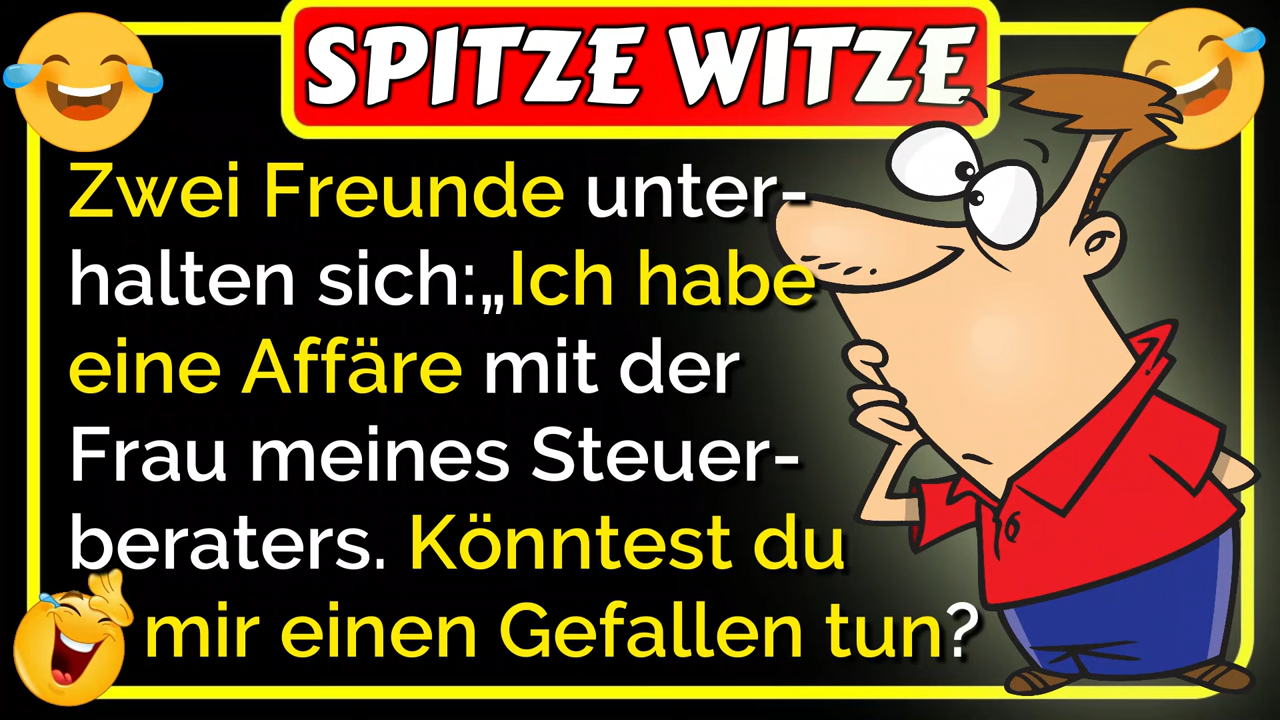 SPITZE WITZE
Zwei Freunde unter-
halten sich:„Ich habe
eine Affäre mit der
Frau meines Steuer-
beraters. Könntest du
mir einen Gefallen tun?